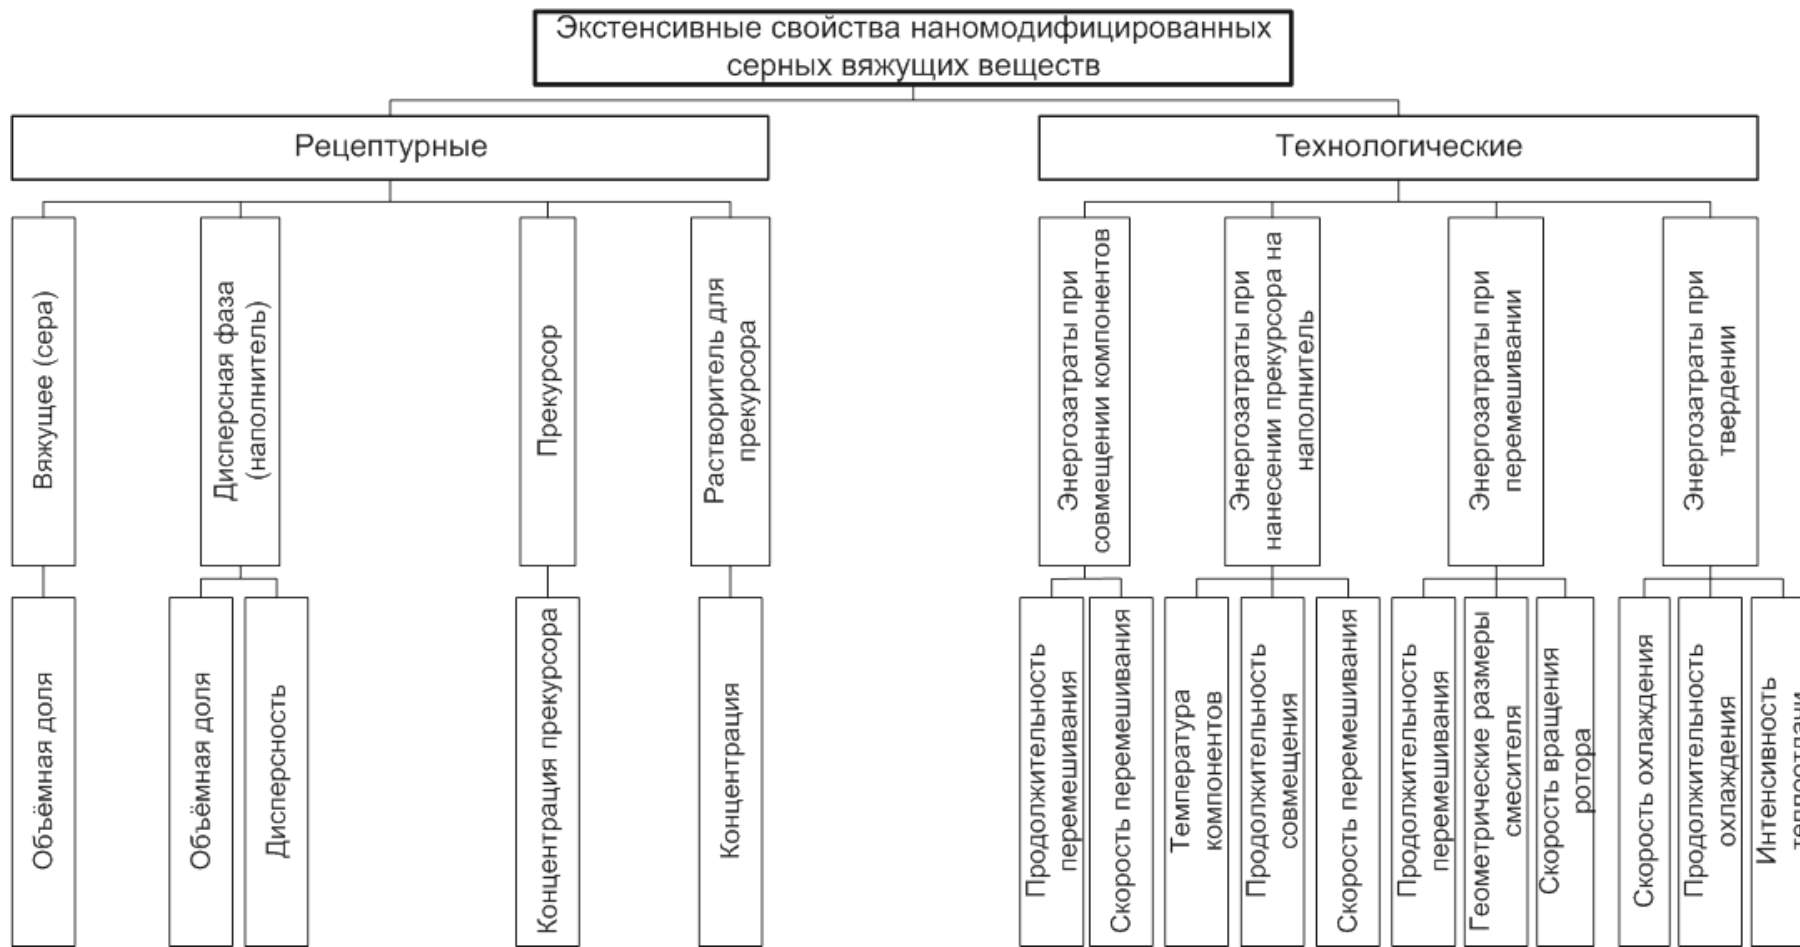 Экстенсивные свойства наномодифицированных
серных вяжущих веществ
Рецептурные
Технологические
Вяжущее (сера)
Дисперсная фаза
(наполнитель)
Прекурсор
Растворитель для
прекурсора
Энергозатраты при
совмещении компонентов
Энергозатраты при
нанесении прекурсора на
наполнитель
Энергозатраты при
перемешивании
Энергозатраты при
твердении
Объёмная доля
Объёмная доля
Дисперсность
Концентрация прекурсора
Концентрация
Продолжительность
перемешивания
Скорость перемешивания
Температура
компонентов
Продолжительность
совмещения
Скорость перемешивания
Продолжительность
перемешивания
Геометрические размеры
смесителя
Скорость вращения
ротора
Скорость охлаждения
Продолжительность
охлаждения
Интенсивность